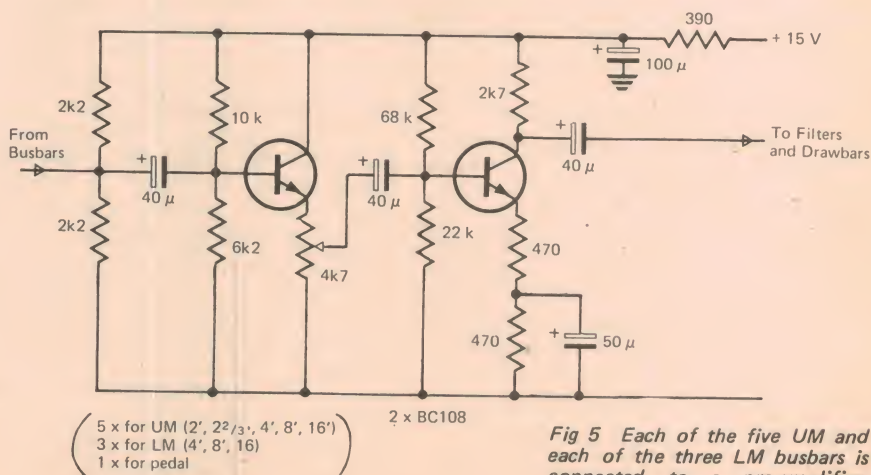 390
+ 15 V
+
100 μ
2k2
10 k
68 k
2k7
From
Busbars
+
40 μ
+
40 μ
+
40 μ
To Filters
and Drawbars
2k2
6k2
4k7
22 k
470
470
+
50 μ
5 x for UM (2', 2²/₃', 4', 8', 16')
3 x for LM (4', 8', 16)
1 x for pedal
2 x BC108
Fig 5 Each of the five UM and
each of the three LM busbars is